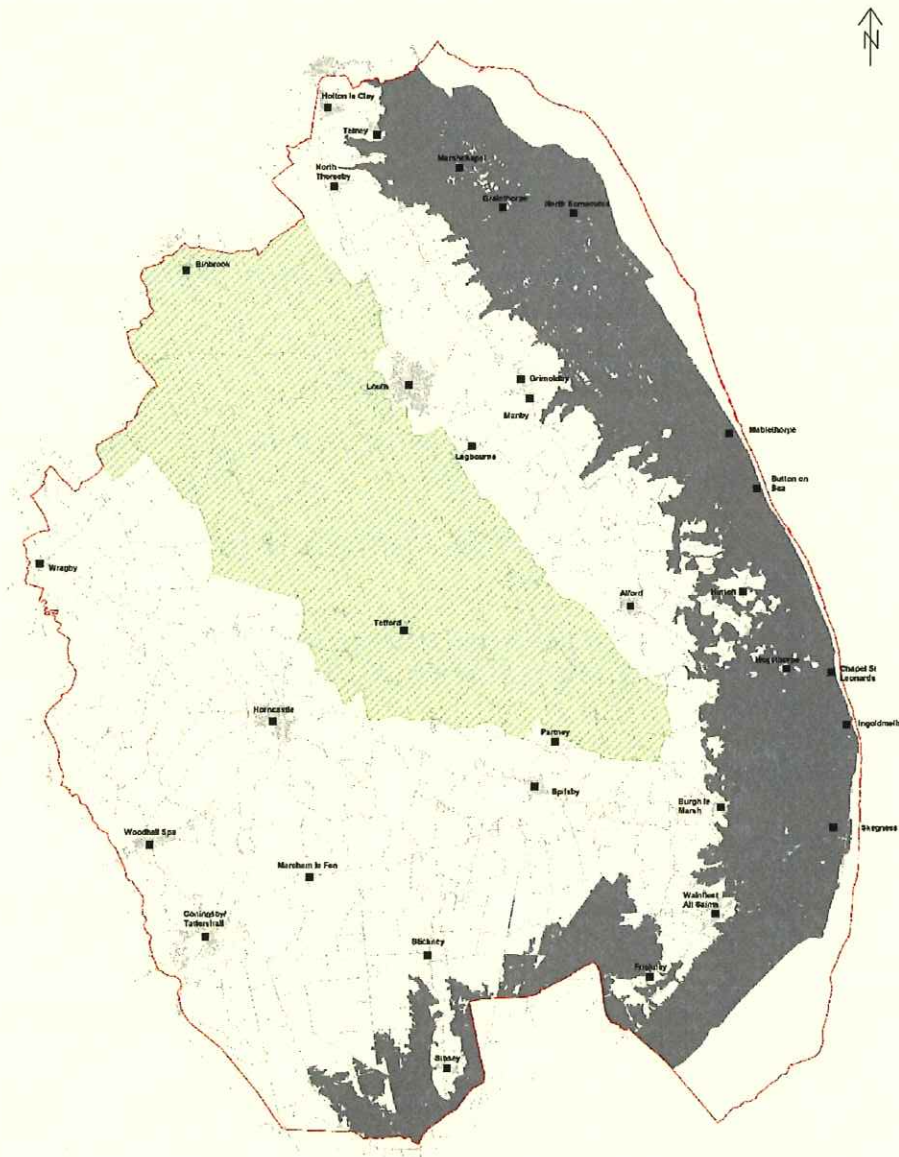 N
Holton le Clay
Tetney
Marshchapel
North
Thoresby
Grainthorpe
North Somercotes
Binbrook
Louth
Grimoldby
Manby
Mablethorpe
Legbourne
Sutton on
Sea
Wragby
Alford
Huttoft
Tetford
Hogsthorpe
Chapel St
Leonards
Horncastle
Ingoldmells
Partney
Spilsby
Burgh le
Marsh
Skegness
Woodhall Spa
Mareham le Fen
Wainfleet
All Saints
Coningsby/
Tattershall
Stickney
Friskney
Sibsey